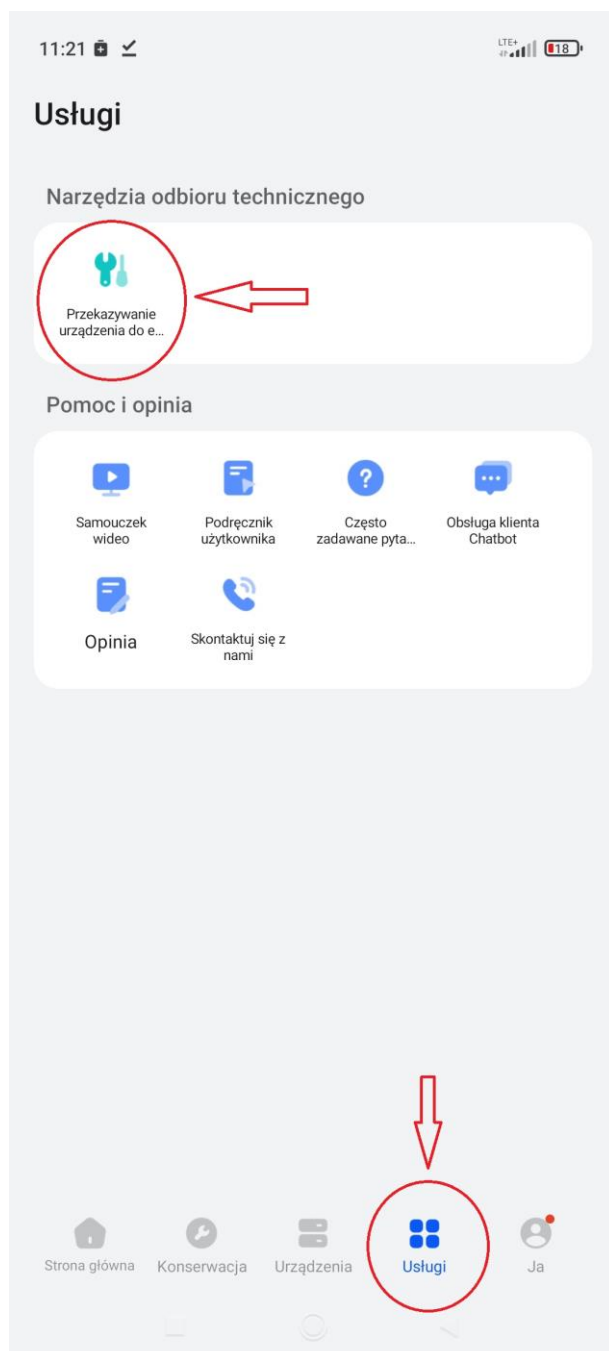 11:21
LTE+
18
Usługi
Narzędzia odbioru technicznego
Przekazywanie
urządzenia do e...
Pomoc i opinia
Samouczek
wideo
Podręcznik
użytkownika
Często
zadawane pyta...
Obsługa klienta
Chatbot
Opinia
Skontaktuj się z
nami
Strona główna
Konserwacja
Urządzenia
Usługi
Ja